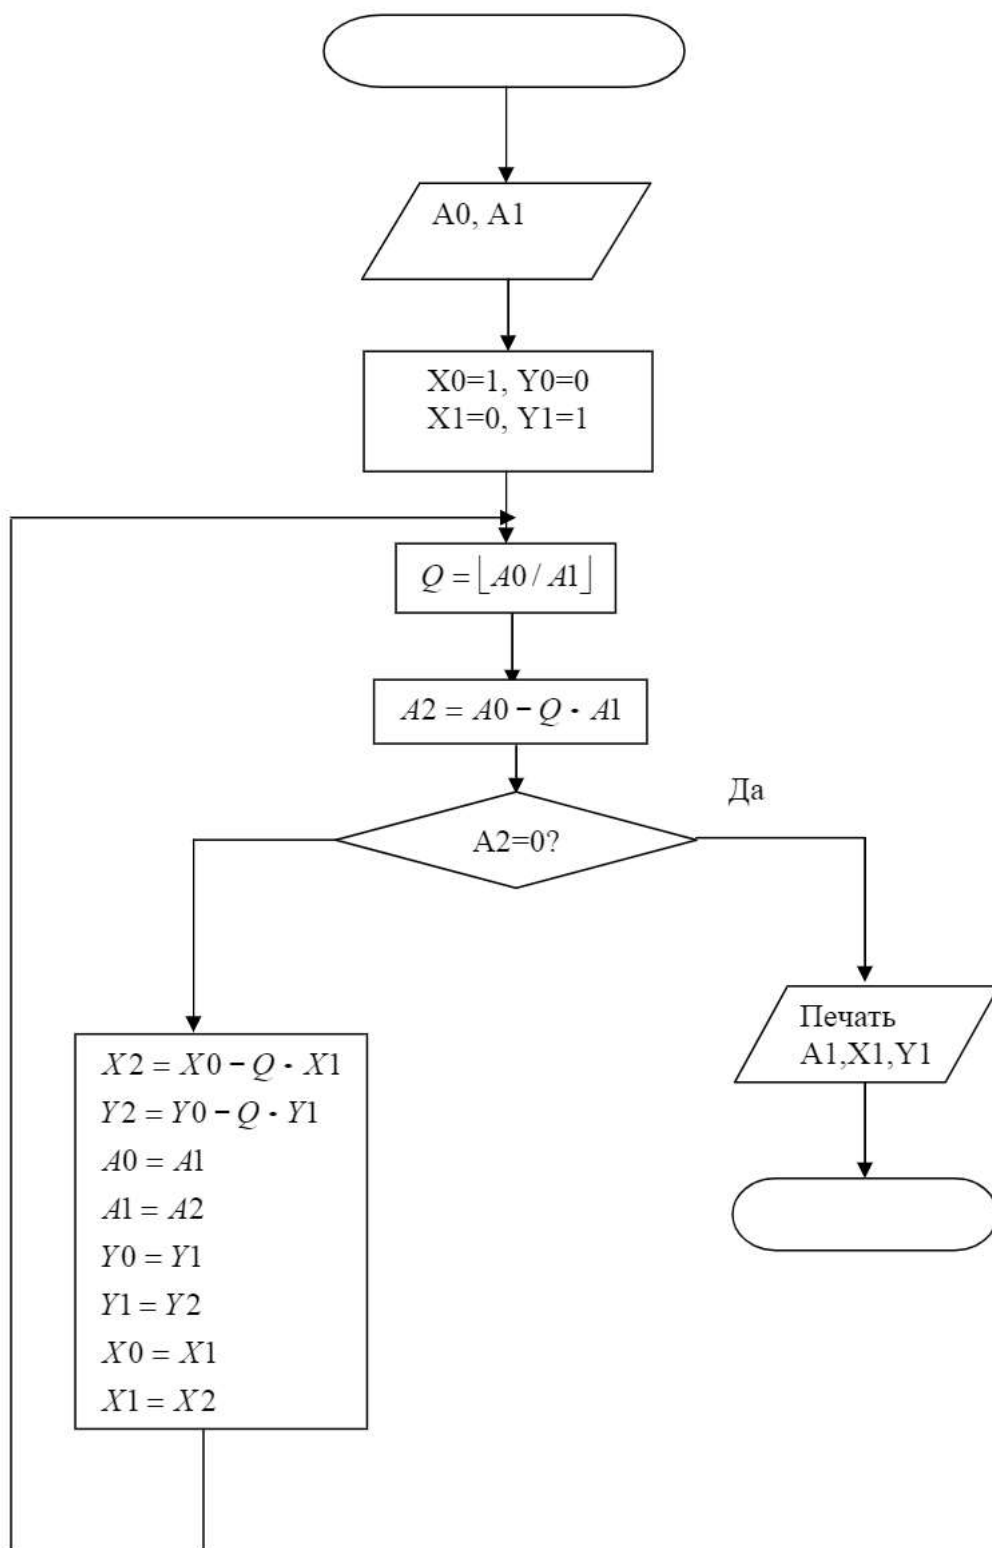 A0, A1
X0=1, Y0=0
X1=0, Y1=1
Q = ⌊A0 / A1⌋
A2 = A0 − Q · A1
Да
A2=0?
Печать
A1,X1,Y1
X2 = X0 − Q · X1
Y2 = Y0 − Q · Y1
A0 = A1
A1 = A2
Y0 = Y1
Y1 = Y2
X0 = X1
X1 = X2